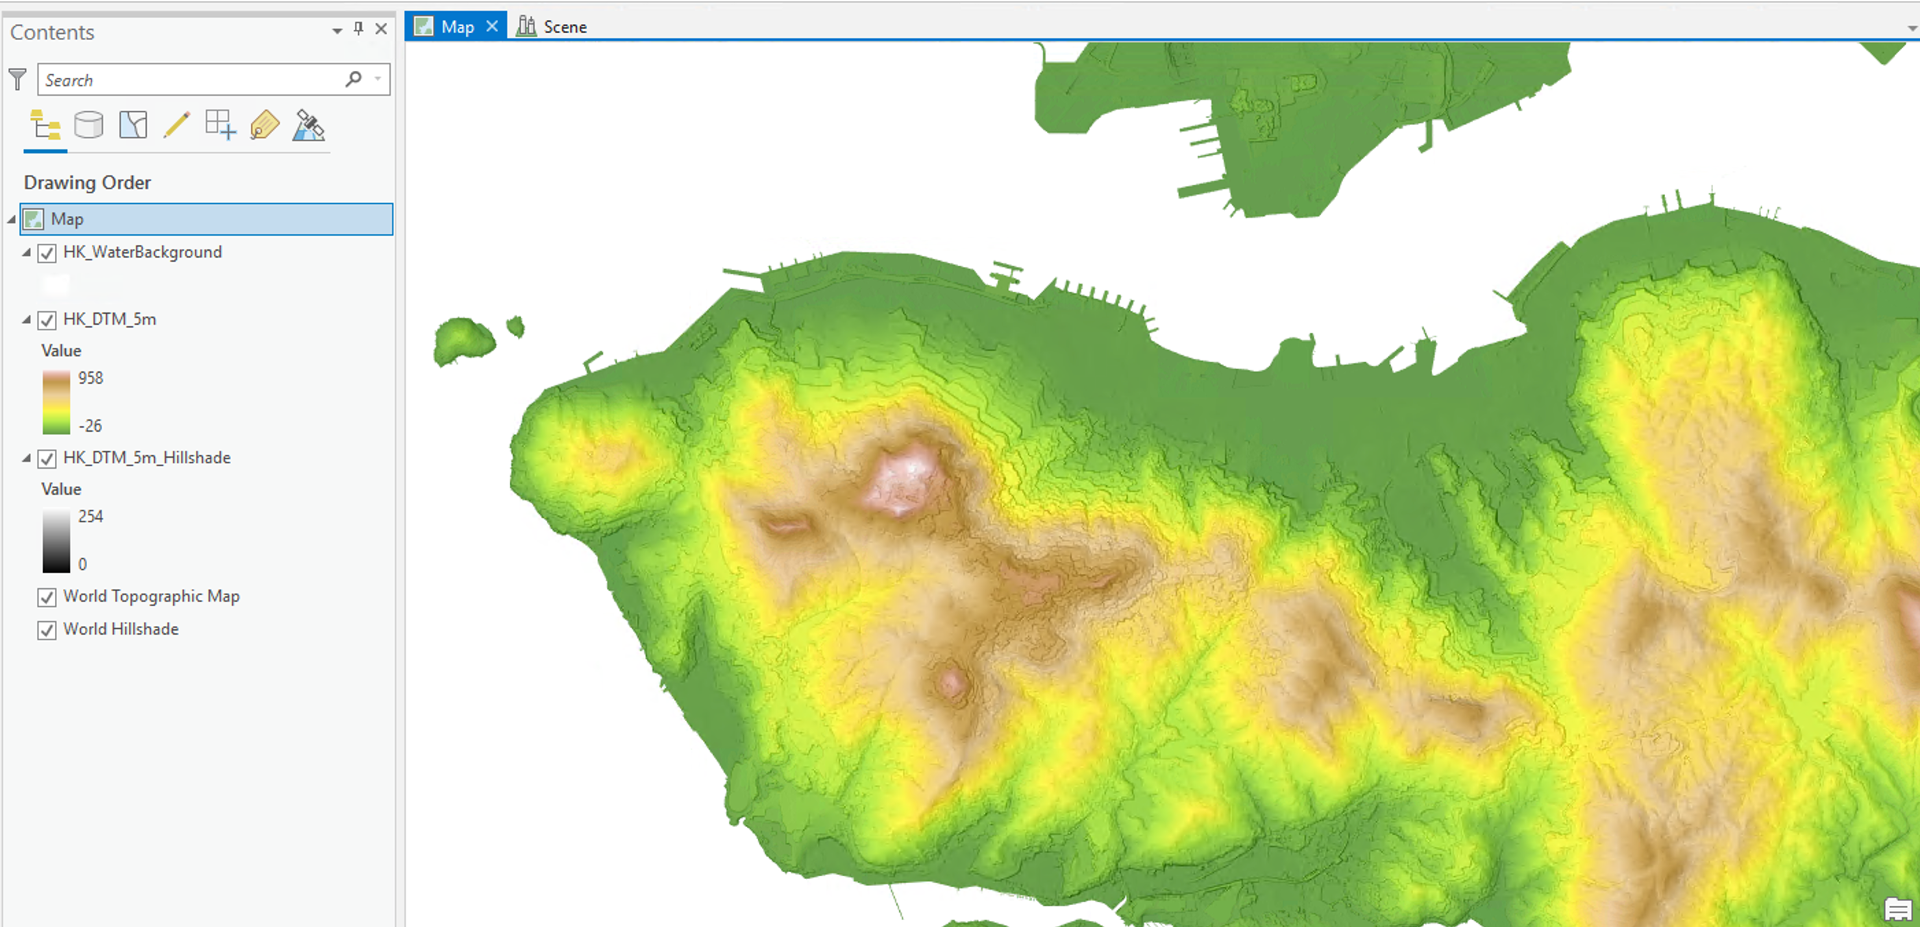 Contents
Search
Drawing Order
Map
HK_WaterBackground
HK_DTM_5m
Value
958
-26
HK_DTM_5m_Hillshade
Value
254
0
World Topographic Map
World Hillshade
Map
Scene